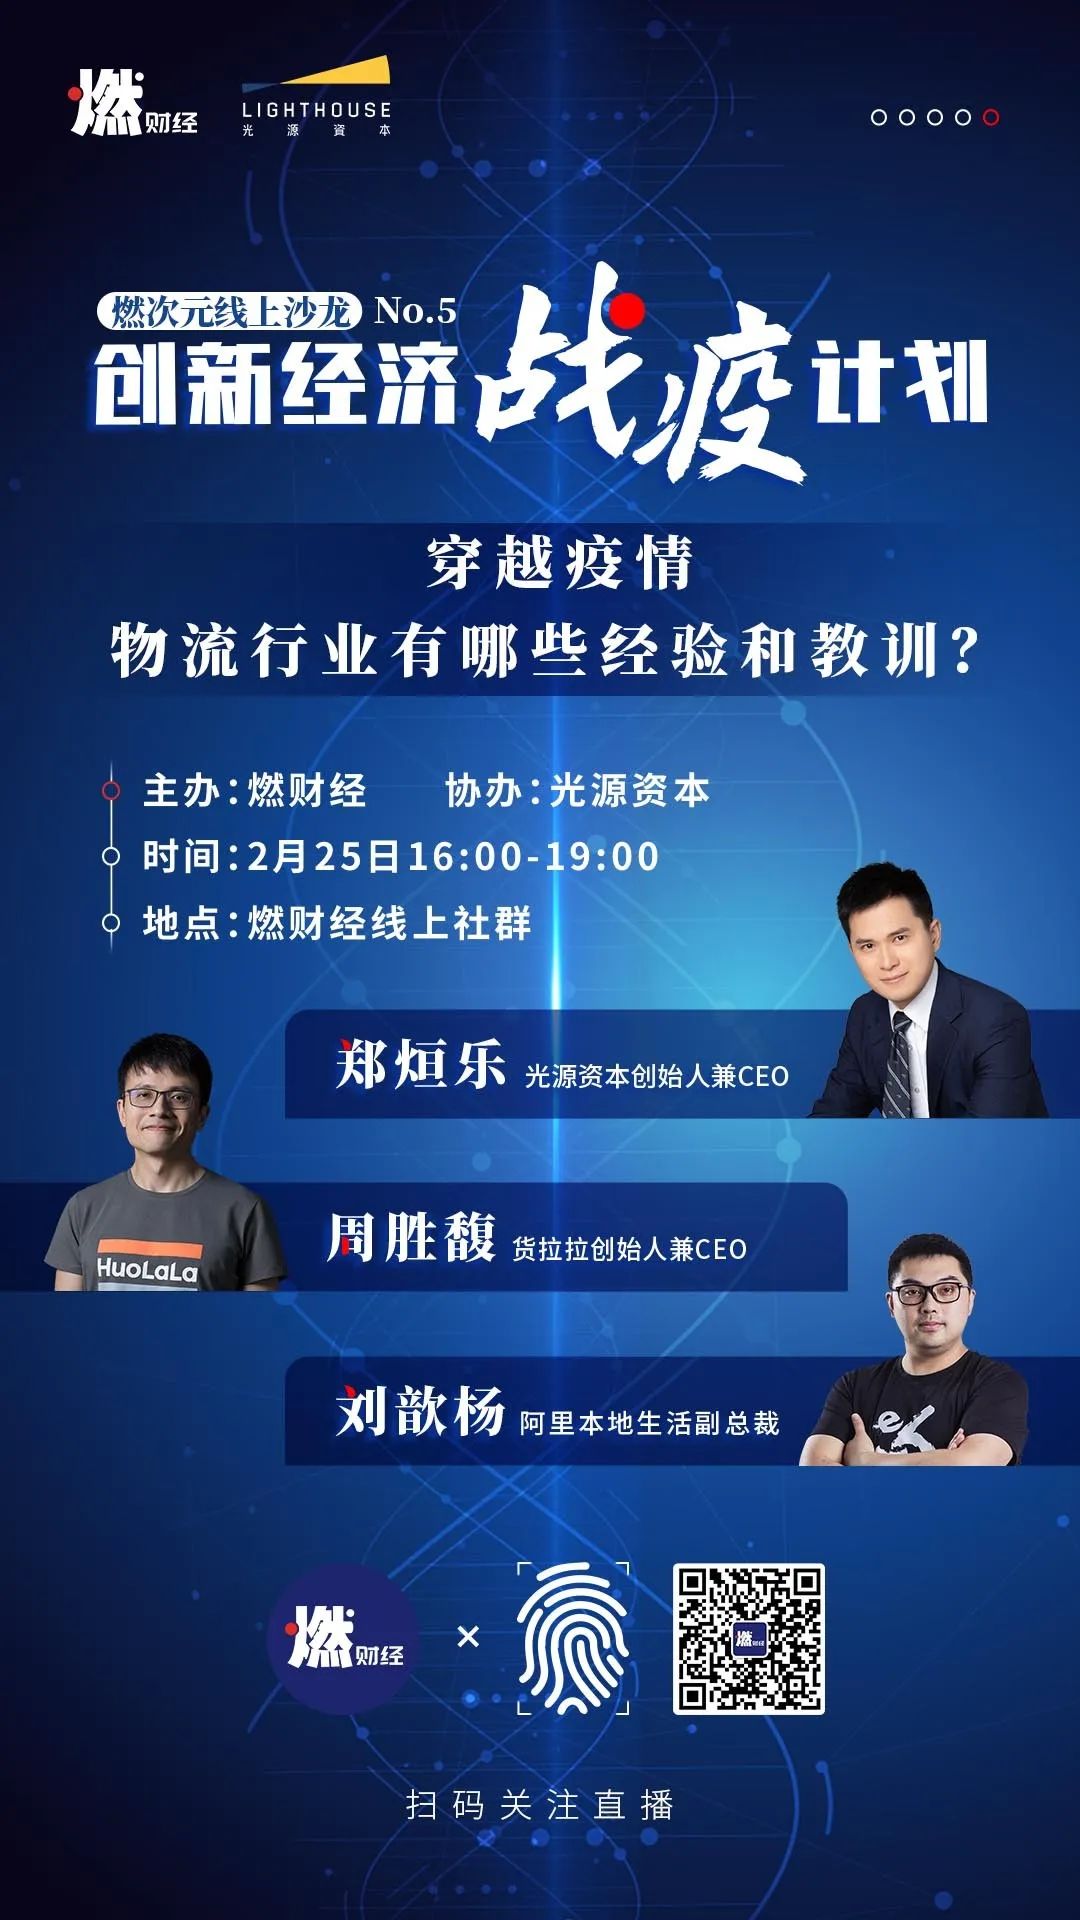 燃财经
LIGHTHOUSE
光源資本
燃次元线上沙龙 No.5
创新经济战疫计划
穿越疫情
物流行业有哪些经验和教训?
主办:燃财经 协办:光源资本
时间:2月25日16:00-19:00
地点:燃财经线上社群
郑烜乐 光源资本创始人兼CEO
HuoLaLa
周胜馥 货拉拉创始人兼CEO
刘歆杨 阿里本地生活副总裁
燃财经 ×
燃财经
扫码关注直播